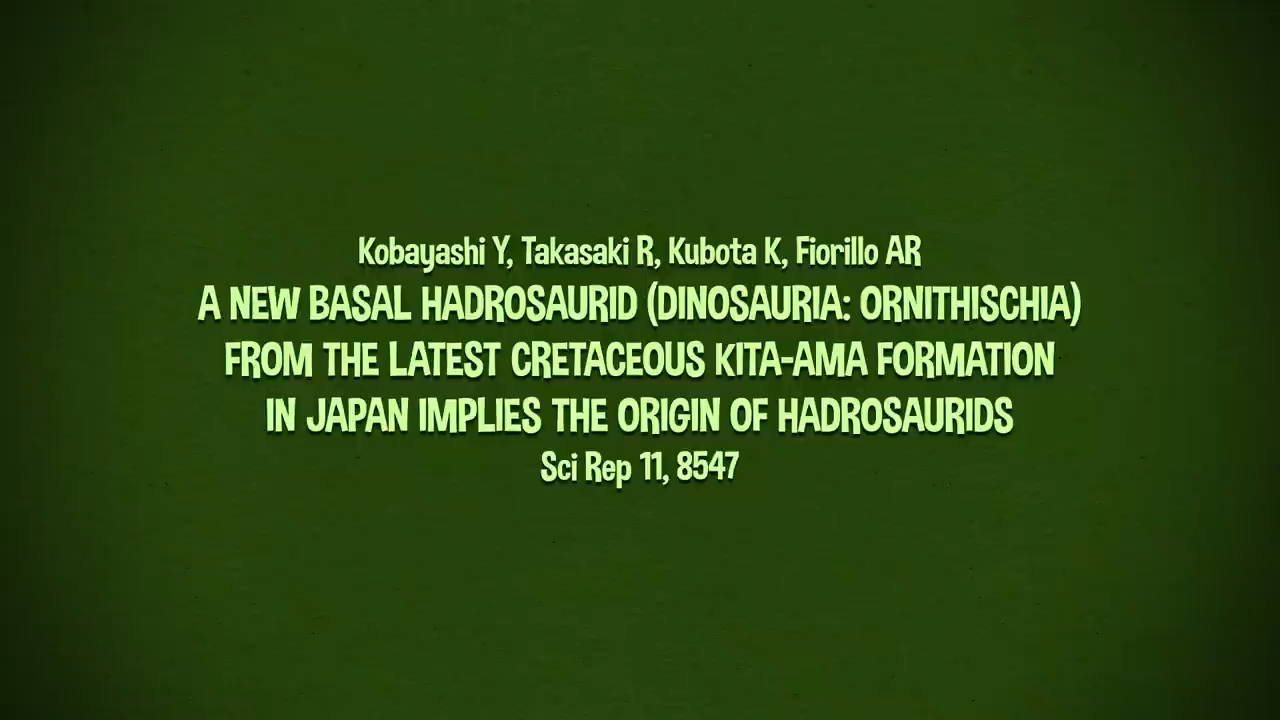 Kobayashi Y, Takasaki R, Kubota K, Fiorillo AR
A NEW BASAL HADROSAURID (DINOSAURIA: ORNITHISCHIA)
FROM THE LATEST CRETACEOUS KITA-AMA FORMATION
IN JAPAN IMPLIES THE ORIGIN OF HADROSAURIDS
Sci Rep 11, 8547